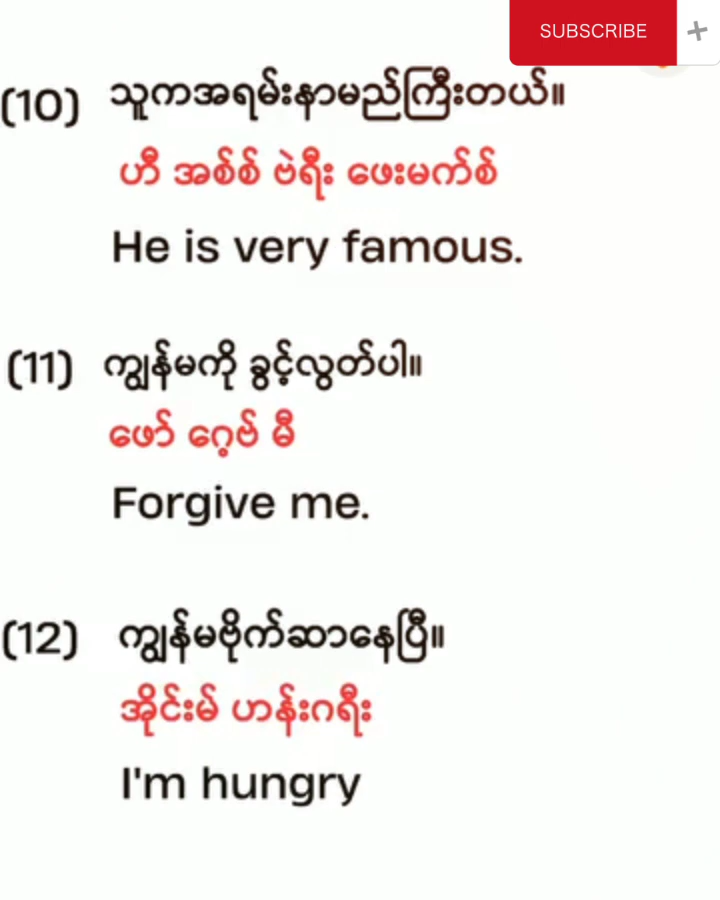 SUBSCRIBE +
(10) သူကအရမ်းနာမည်ကြီးတယ်။
ဟီ အစ်စ် ဗဲရီး ဖေးမက်စ်
He is very famous.
(11) ကျွန်မကို ခွင့်လွတ်ပါ။
ဖော် ဂေ့ဗ် မီ
Forgive me.
(12) ကျွန်မဗိုက်ဆာနေပြီ။
အိုင်းမ် ဟန်းဂရီး
I'm hungry